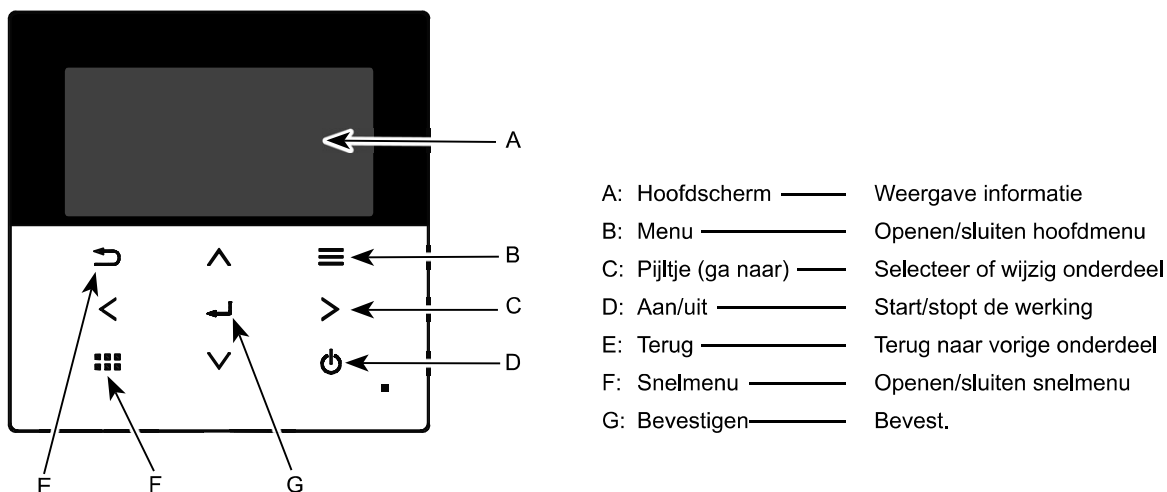 A
B
C
D
E F G
A: Hoofdscherm Weergave informatie
B: Menu Openen/sluiten hoofdmenu
C: Pijltje (ga naar) Selecteer of wijzig onderdeel
D: Aan/uit Start/stopt de werking
E: Terug Terug naar vorige onderdeel
F: Snelmenu Openen/sluiten snelmenu
G: Bevestigen Bevest.